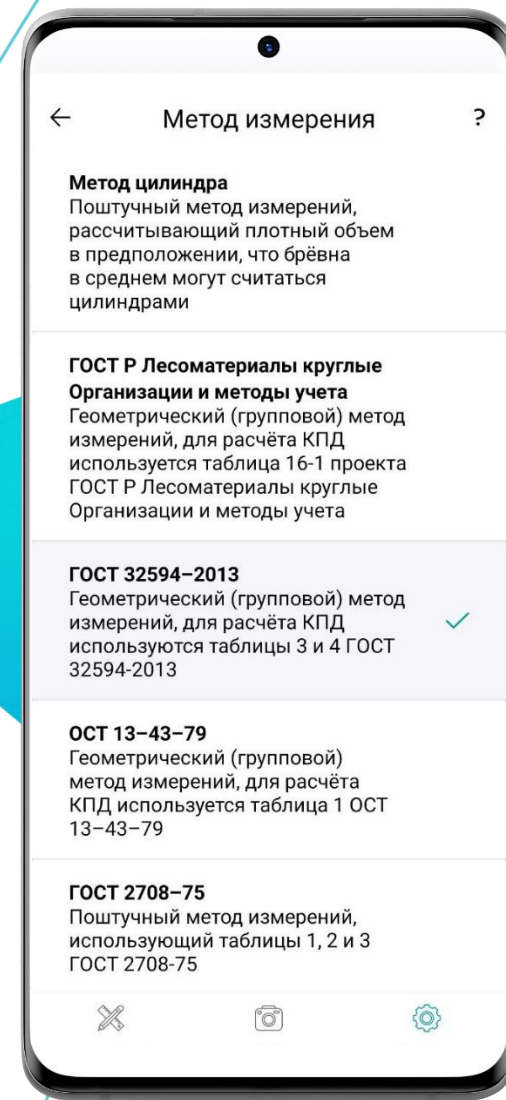 Метод измерения ?
Метод цилиндра
Поштучный метод измерений,
рассчитывающий плотный объем
в предположении, что брёвна
в среднем могут считаться
цилиндрами
ГОСТ Р Лесоматериалы круглые
Организации и методы учета
Геометрический (групповой) метод
измерений, для расчёта КПД
используется таблица 16-1 проекта
ГОСТ Р Лесоматериалы круглые
Организации и методы учета
ГОСТ 32594–2013
Геометрический (групповой) метод
измерений, для расчёта КПД
используются таблицы 3 и 4 ГОСТ
32594-2013
ОСТ 13–43–79
Геометрический (групповой)
метод измерений, для расчёта
КПД используется таблица 1 ОСТ
13–43–79
ГОСТ 2708–75
Поштучный метод измерений,
использующий таблицы 1, 2 и 3
ГОСТ 2708-75